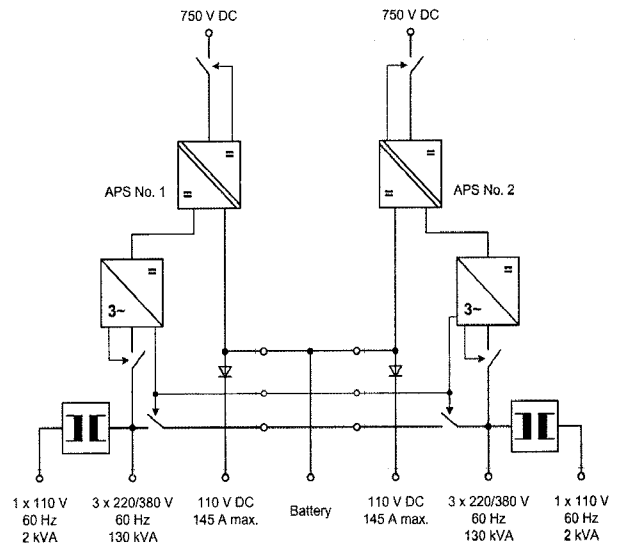 750 V DC
750 V DC
=
=
=
=
APS No. 1
APS No. 2
=
3~
=
3~
1 x 110 V
60 Hz
2 kVA
3 x 220/380 V
60 Hz
130 kVA
110 V DC
145 A max.
Battery
110 V DC
145 A max.
3 x 220/380 V
60 Hz
130 kVA
1 x 110 V
60 Hz
2 kVA